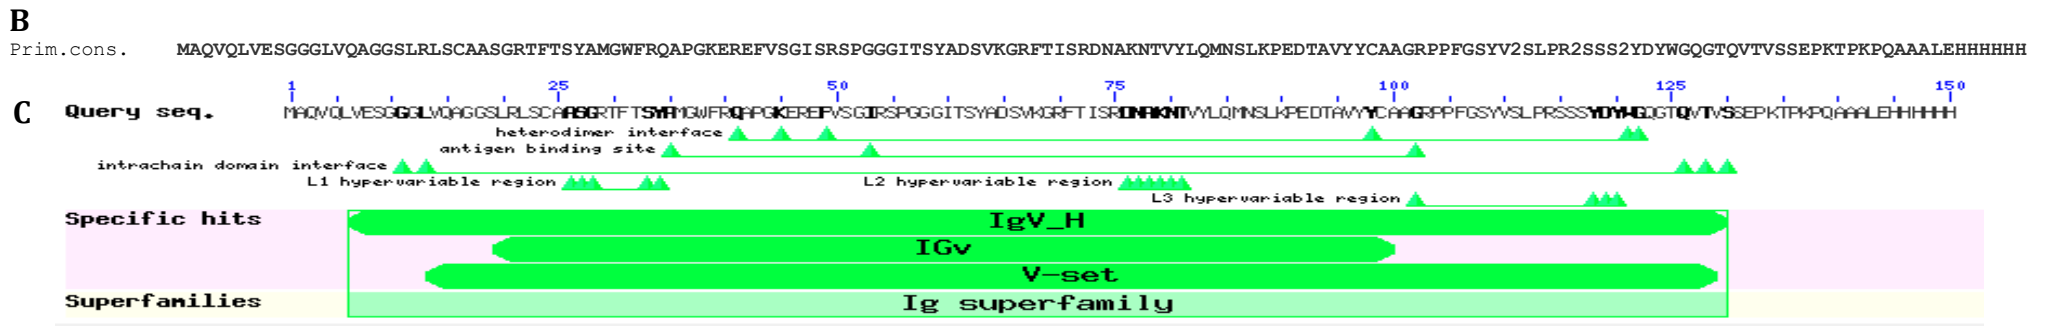 B
Prim.cons. MAQVQLVESGGGLVQAGGSLRLSCAASGRTFTSYAMGWFRQAPGKEREFVSGISRSPGGGITSYADSVKGRFTISRDNAKNTVYLQMNSLKPEDTAVYYCAAGRPPFGSYV2SLPR2SSS2YDYWGQGTQVTVSSEPKTPKPQAAALEHHHHHH
1 25 50 75 100 125 150
C Query seq. MAQVQLVESGGGLVQAGGSLRLSCAASGRTFTSYAMGWFRQAPGKEREFVSGISRSPGGGITSYADSVKGRFTISRDNAKNTVYLQMNSLKPEDTAVYYCAAGRPPFGSYVSLPRSSSYDYWGQGTQVTVSSEPKTPKPQAAALEHHHHHH
heterodimer interface
antigen binding site
intrachain domain interface
L1 hypervariable region L2 hypervariable region
L3 hypervariable region
Specific hits IgV_H
IGv
V-set
Superfamilies Ig superfamily